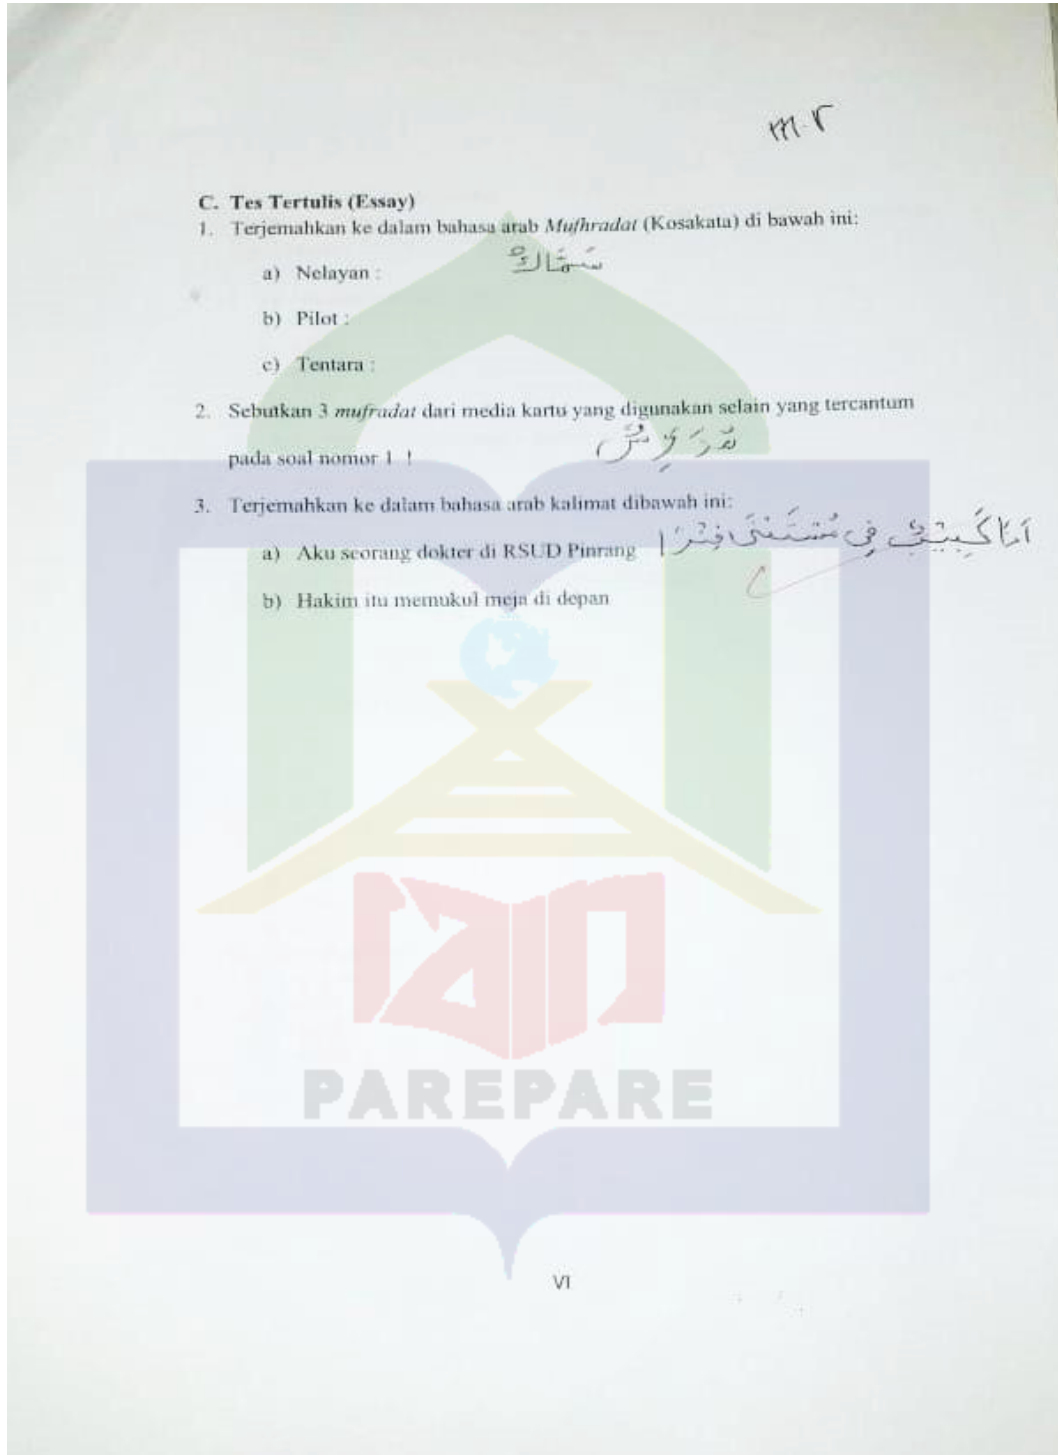 C. Tes Tertulis (Essay)
1. Terjemahkan ke dalam bahasa arab Mufhradat (Kosakata) di bawah ini:
a) Nelayan : سَمَّاكٌ
b) Pilot :
c) Tentara :
2. Sebutkan 3 mufradat dari media kartu yang digunakan selain yang tercantum
pada soal nomor 1 !
3. Terjemahkan ke dalam bahasa arab kalimat dibawah ini:
a) Aku seorang dokter di RSUD Pinrang
b) Hakim itu memukul meja di depan
PAREPARE
VI